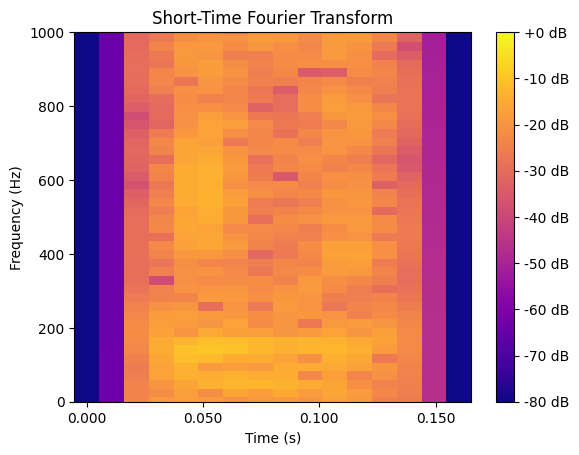 Short-Time Fourier Transform
1000
800
600
400
200
0
Frequency (Hz)
0.000
0.050
0.100
0.150
Time (s)
+0 dB
-10 dB
-20 dB
-30 dB
-40 dB
-50 dB
-60 dB
-70 dB
-80 dB